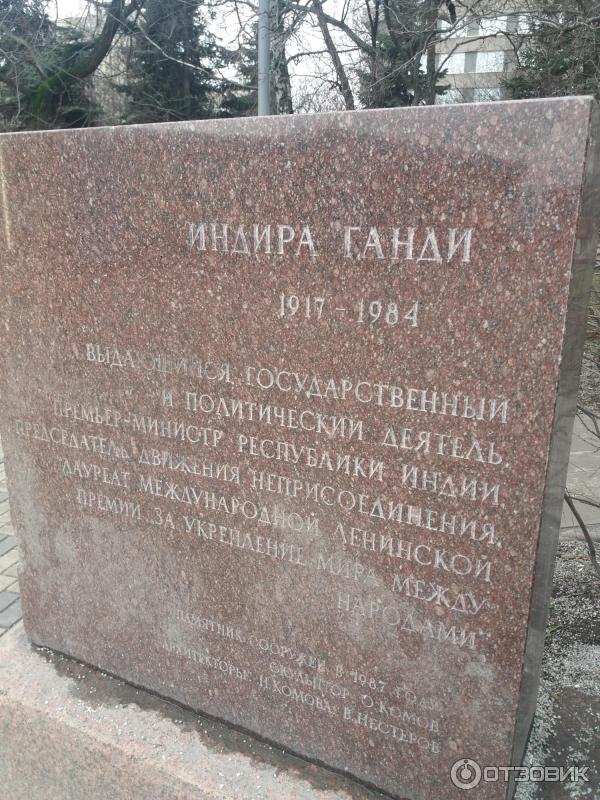 ИНДИРА ГАНДИ
1917 - 1984
ВЫДАЮЩИЙСЯ ГОСУДАРСТВЕННЫЙ
И ПОЛИТИЧЕСКИЙ ДЕЯТЕЛЬ,
ПРЕМЬЕР-МИНИСТР РЕСПУБЛИКИ ИНДИИ,
ПРЕДСЕДАТЕЛЬ ДВИЖЕНИЯ НЕПРИСОЕДИНЕНИЯ,
ЛАУРЕАТ МЕЖДУНАРОДНОЙ ЛЕНИНСКОЙ
ПРЕМИИ „ЗА УКРЕПЛЕНИЕ МИРА МЕЖДУ
НАРОДАМИ“
ПАМЯТНИК СООРУЖЕН В 1987 ГОДУ
СКУЛЬПТОР О.КОМОВ
АРХИТЕКТОРЫ: Н.КОМОВА, В.НЕСТЕРОВ
ОТЗОВИК